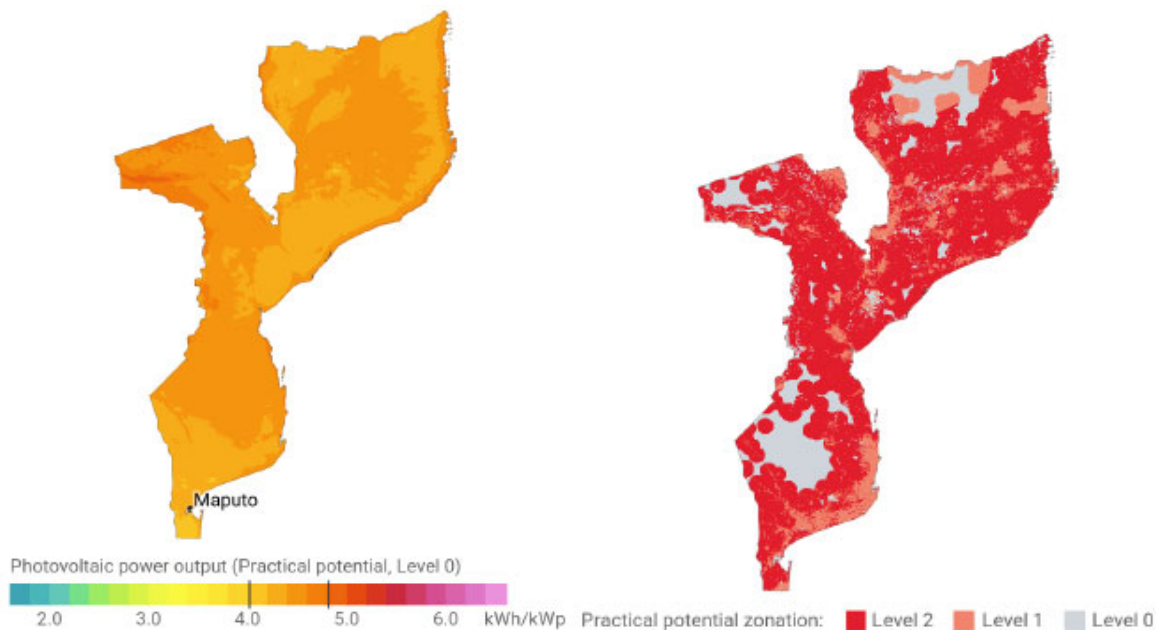 Maputo
Photovoltaic power output (Practical potential, Level 0)
2.0 3.0 4.0 5.0 6.0 kWh/kWp
Practical potential zonation: Level 2 Level 1 Level 0